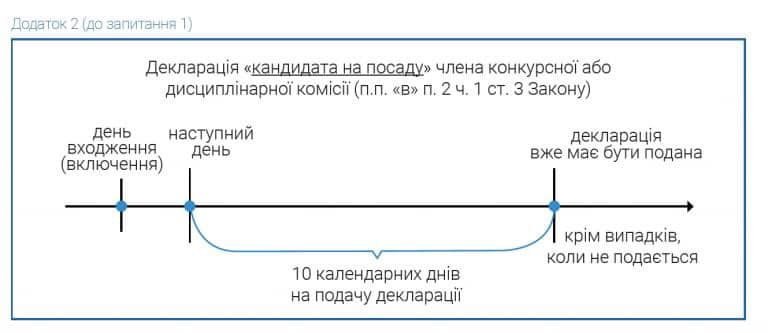 Додаток 2 (до запитання 1)
Декларація «кандидата на посаду» члена конкурсної або
дисциплінарної комісії (п.п. «в» п. 2 ч. 1 ст. 3 Закону)
день
входження
(включення)
наступний
день
декларація
вже має бути подана
крім випадків,
коли не подається
10 календарних днів
на подачу декларації